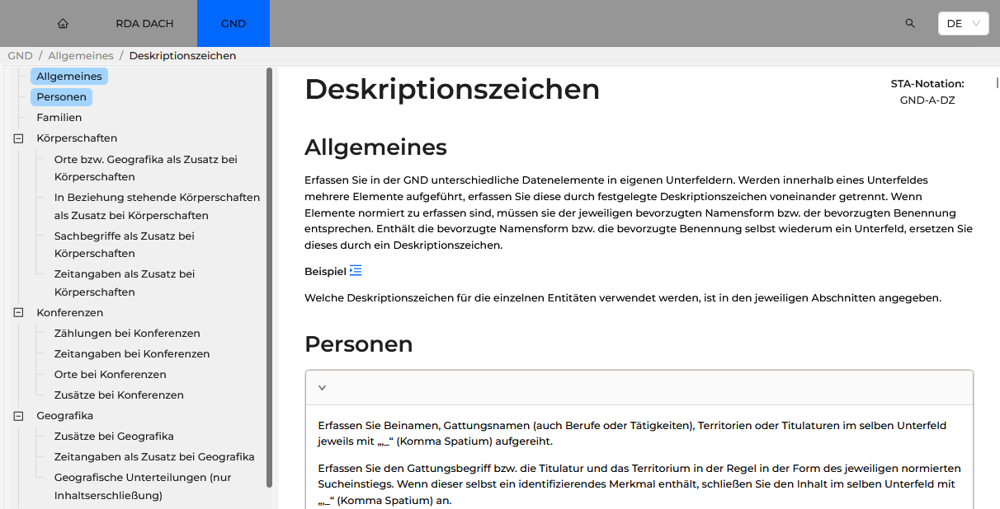 RDA DACH
GND
DE
GND / Allgemeines / Deskriptionszeichen
Allgemeines
Personen
Familien
Körperschaften
Orte bzw. Geografika als Zusatz bei
Körperschaften
In Beziehung stehende Körperschaften
als Zusatz bei Körperschaften
Sachbegriffe als Zusatz bei
Körperschaften
Zeitangaben als Zusatz bei
Körperschaften
Konferenzen
Zählungen bei Konferenzen
Zeitangaben bei Konferenzen
Orte bei Konferenzen
Zusätze bei Konferenzen
Geografika
Zusätze bei Geografika
Zeitangaben als Zusatz bei Geografika
Geografische Unterteilungen (nur
Inhaltserschließung)
Deskriptionszeichen
STA-Notation:
GND-A-DZ
Allgemeines
Erfassen Sie in der GND unterschiedliche Datenelemente in eigenen Unterfeldern. Werden innerhalb eines Unterfeldes
mehrere Elemente aufgeführt, erfassen Sie diese durch festgelegte Deskriptionszeichen voneinander getrennt. Wenn
Elemente normiert zu erfassen sind, müssen sie der jeweiligen bevorzugten Namensform bzw. der bevorzugten Benennung
entsprechen. Enthält die bevorzugte Namensform bzw. die bevorzugte Benennung selbst wiederum ein Unterfeld, ersetzen Sie
dieses durch ein Deskriptionszeichen.
Beispiel
Welche Deskriptionszeichen für die einzelnen Entitäten verwendet werden, ist in den jeweiligen Abschnitten angegeben.
Personen
Erfassen Sie Beinamen, Gattungsnamen (auch Berufe oder Tätigkeiten), Territorien oder Titulaturen im selben Unterfeld
jeweils mit „,_“ (Komma Spatium) aufgereiht.
Erfassen Sie den Gattungsbegriff bzw. die Titulatur und das Territorium in der Regel in der Form des jeweiligen normierten
Sucheinstiegs. Wenn dieser selbst ein identifizierendes Merkmal enthält, schließen Sie den Inhalt im selben Unterfeld mit
„,_“ (Komma Spatium) an.